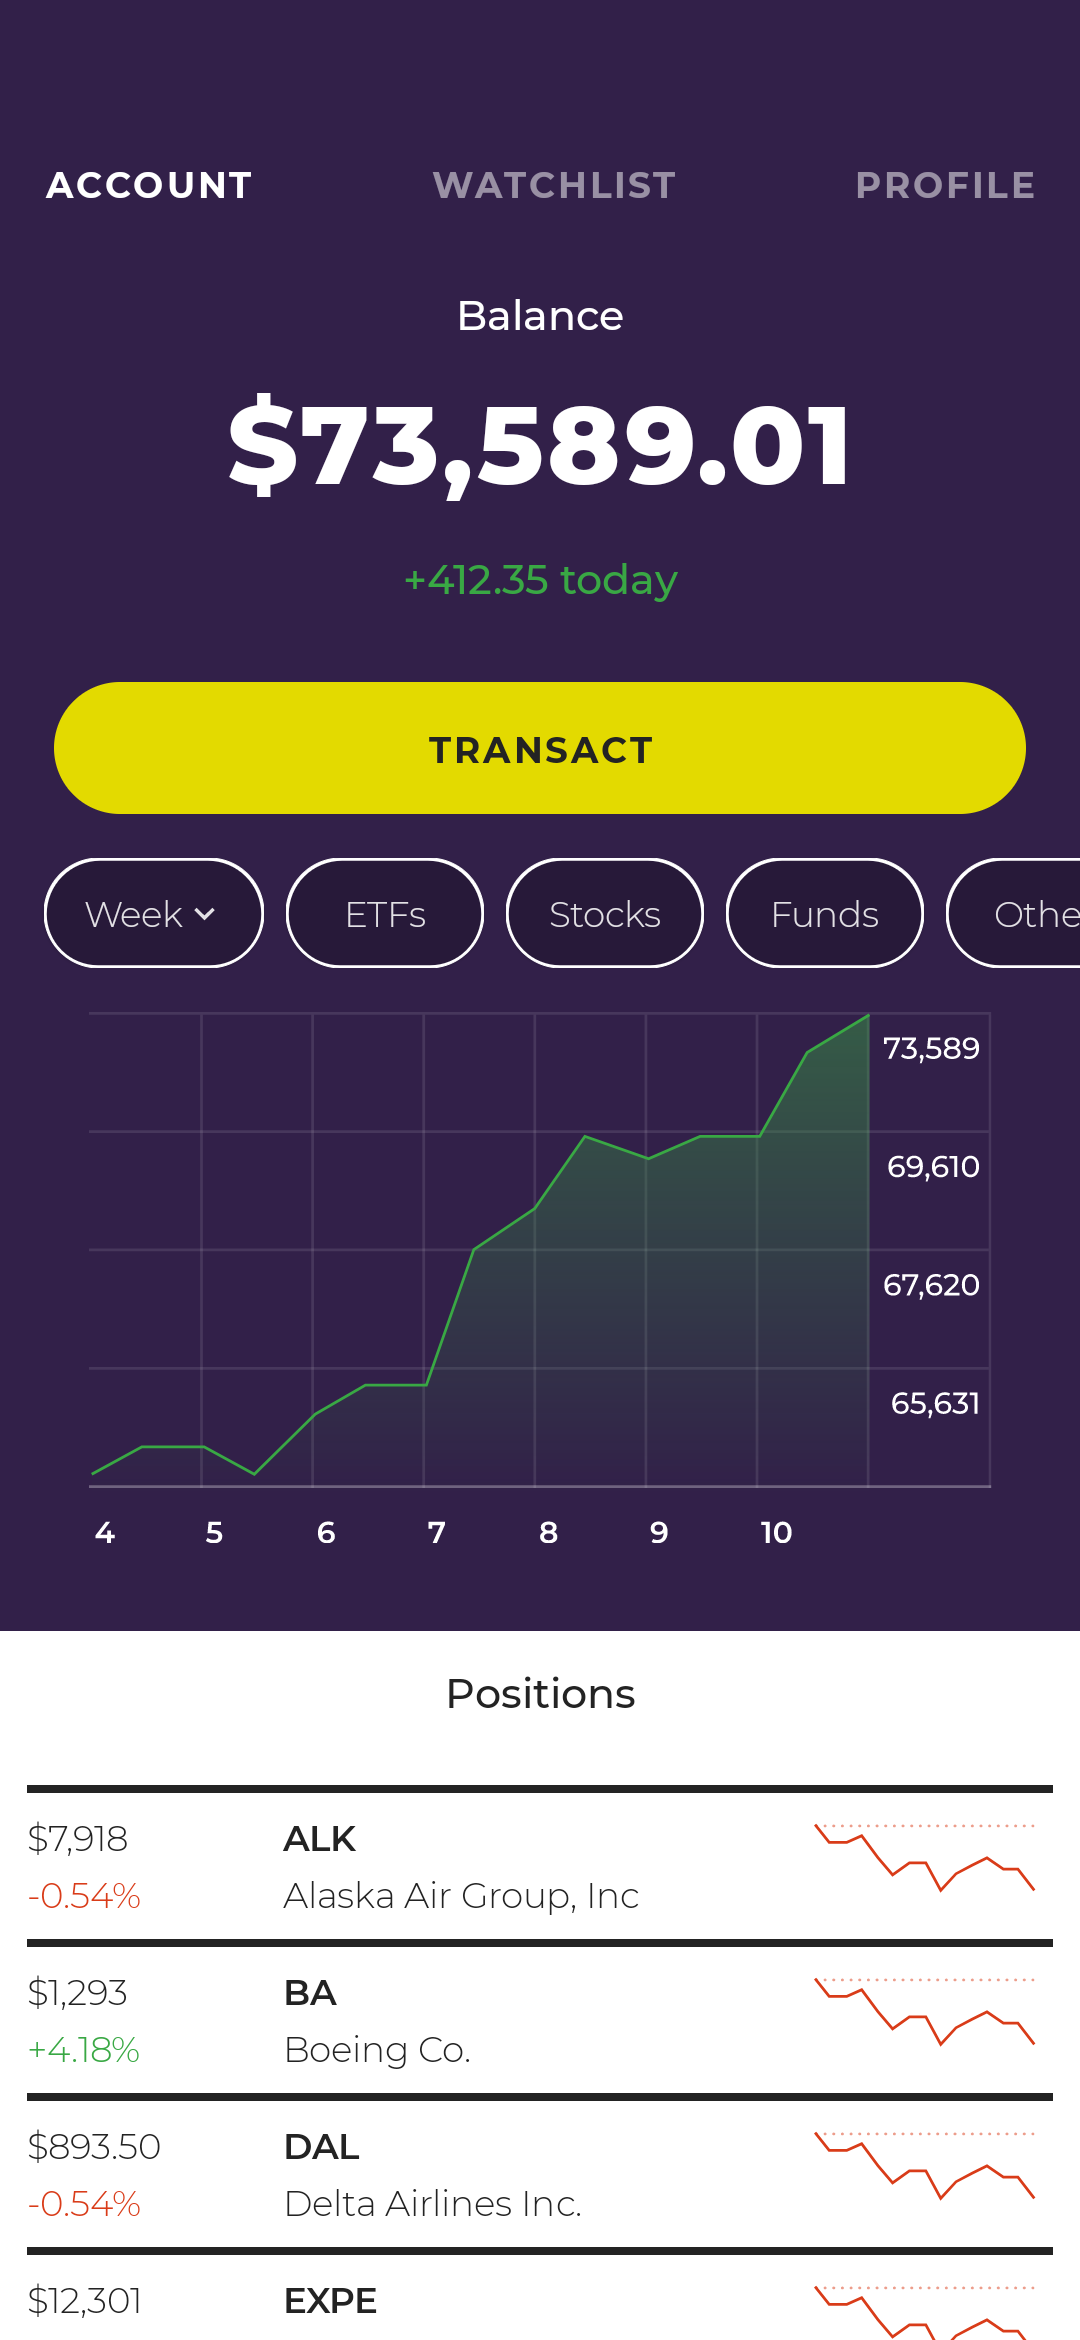 ACCOUNT WATCHLIST PROFILE
Balance
$73,589.01
+412.35 today
TRANSACT
Week ETFs Stocks Funds Othe
73,589
69,610
67,620
65,631
4 5 6 7 8 9 10
Positions
$7,918 ALK
-0.54% Alaska Air Group, Inc
$1,293 BA
+4.18% Boeing Co.
$893.50 DAL
-0.54% Delta Airlines Inc.
$12,301 EXPE